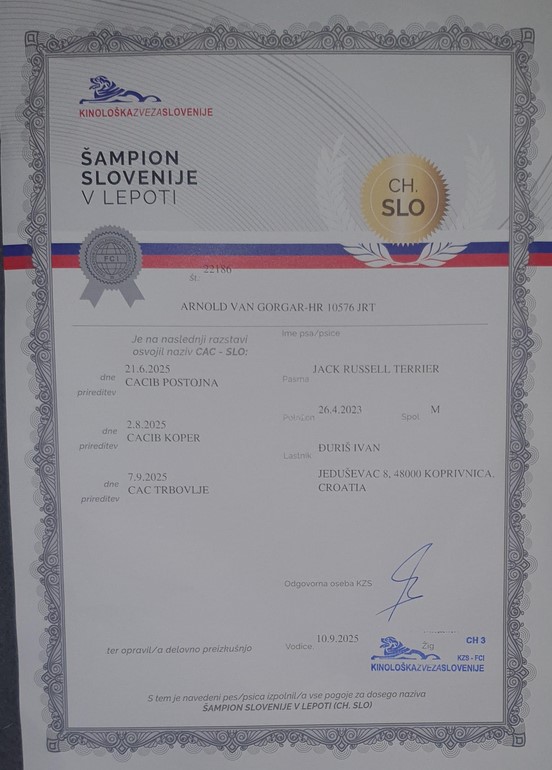 KINOLOŠKAZVEZASLOVENIJE
ŠAMPION
SLOVENIJE
V LEPOTI
CH.
SLO
FCI
Št.: 22186
ARNOLD VAN GORGAR-HR 10576 JRT
Ime psa/psice
Je na naslednji razstavi
osvojil naziv CAC - SLO:
dne 21.6.2025
prireditev CACIB POSTOJNA
Pasma JACK RUSSELL TERRIER
Poležen 26.4.2023 Spol M
dne 2.8.2025
prireditev CACIB KOPER
Lastnik ĐURIŠ IVAN
JEDUŠEVAC 8, 48000 KOPRIVNICA.
CROATIA
dne 7.9.2025
prireditev CAC TRBOVLJE
Odgovorna oseba KZS
ter opravil/a delovno preizkušnjo
Vodice, 10.9.2025
Žig
CH 3
KZS - FCI
KINOLOŠKAZVEZASLOVENIJE
S tem je navedeni pes/psica izpolnil/a vse pogoje za dosego naziva
ŠAMPION SLOVENIJE V LEPOTI (CH. SLO)